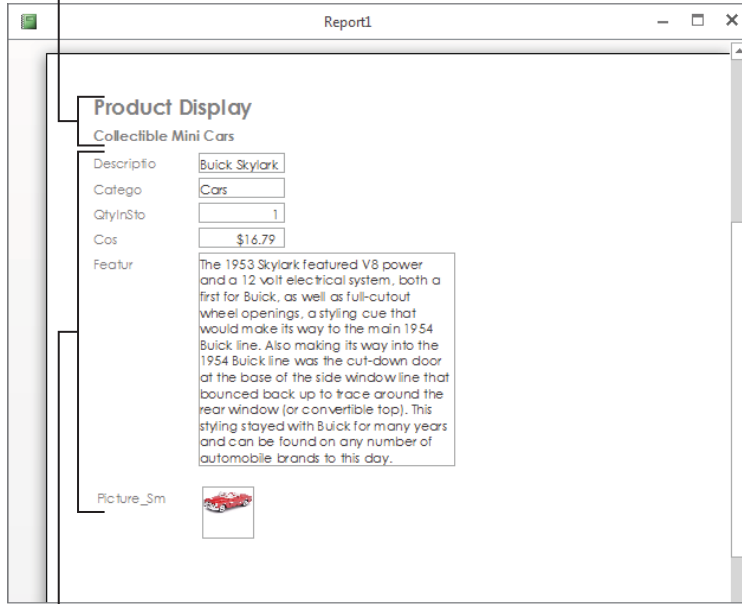 Report1
Product Display
Collectible Mini Cars
Descriptio Buick Skylark
Catego Cars
QtyInSto 1
Cos $16.79
Featur The 1953 Skylark featured V8 power
and a 12 volt electrical system, both a
first for Buick, as well as full-cutout
wheel openings, a styling cue that
would make its way to the main 1954
Buick line. Also making its way into the
1954 Buick line was the cut-down door
at the base of the side window line that
bounced back up to trace around the
rear window (or convertible top). This
styling stayed with Buick for many years
and can be found on any number of
automobile brands to this day.
Picture_Sm